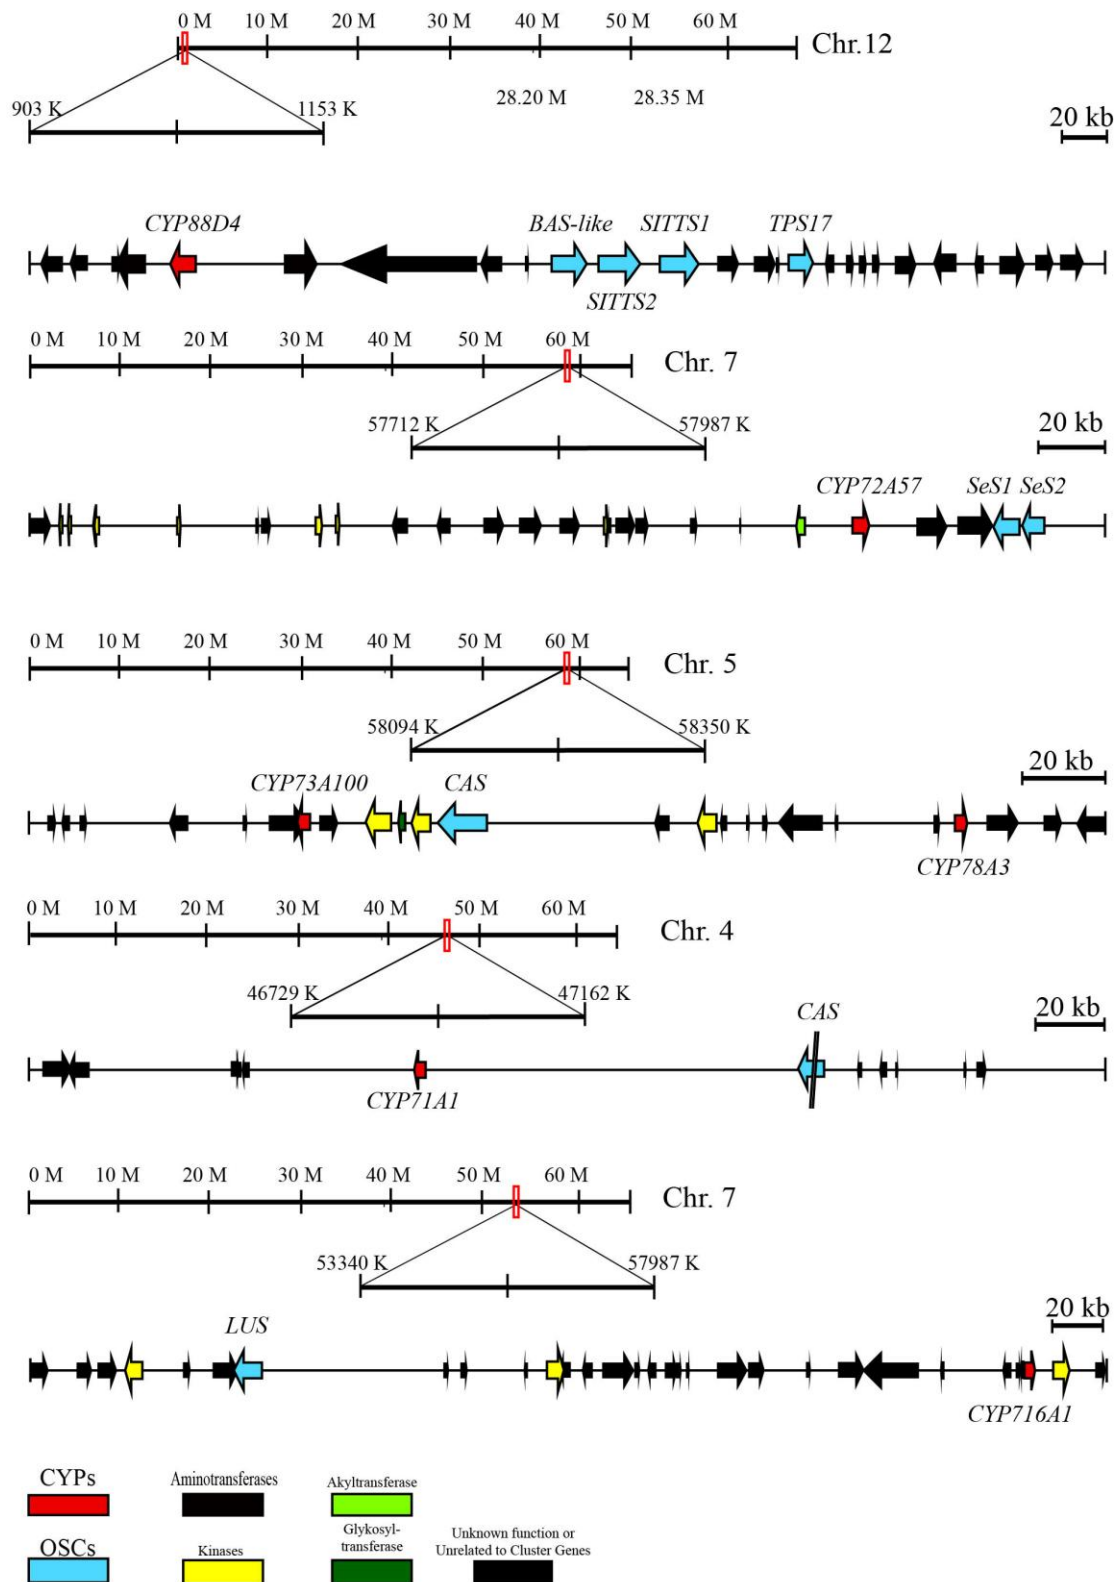 0 M 10 M 20 M 30 M 40 M 50 M 60 M
Chr.12
903 K 1153 K 28.20 M 28.35 M
20 kb
CYP88D4 BAS-like SITTS1 TPS17
SITTS2
0 M 10 M 20 M 30 M 40 M 50 M 60 M
Chr. 7
57712 K 57987 K
20 kb
CYP72A57 SeS1 SeS2
0 M 10 M 20 M 30 M 40 M 50 M 60 M
Chr. 5
58094 K 58350 K
20 kb
CYP73A100 CAS
CYP78A3
0 M 10 M 20 M 30 M 40 M 50 M 60 M
Chr. 4
46729 K 47162 K
20 kb
CAS
CYP71A1
0 M 10 M 20 M 30 M 40 M 50 M 60 M
Chr. 7
53340 K 57987 K
20 kb
LUS
CYP716A1
CYPs Aminotransferases Akyltransferase
OSCs Kinases
Glykosyl-
transferase
Unknown function or
Unrelated to Cluster Genes